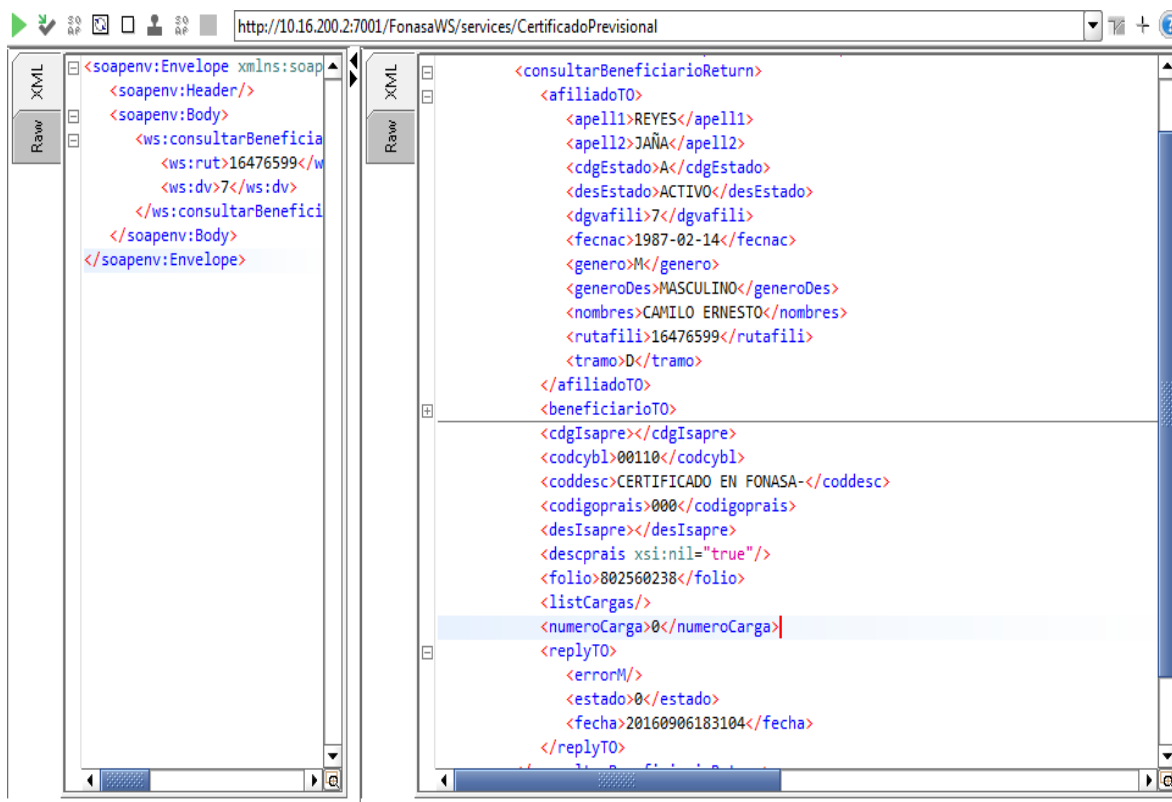 SO AP
SO AP
http://10.16.200.2:7001/FonasaWS/services/CertificadoPrevisional
XML
Raw
<soapenv:Envelope xmlns:soap
<soapenv:Header/>
<soapenv:Body>
<ws:consultarBeneficia
<ws:rut>16476599</w
<ws:dv>7</ws:dv>
</ws:consultarBenefici
</soapenv:Body>
</soapenv:Envelope>
XML
Raw
<consultarBeneficiarioReturn>
<afiliadoTO>
<apell1>REYES</apell1>
<apell2>JAÑA</apell2>
<cdgEstado>A</cdgEstado>
<desEstado>ACTIVO</desEstado>
<dgvafili>7</dgvafili>
<fecnac>1987-02-14</fecnac>
<genero>M</genero>
<generoDes>MASCULINO</generoDes>
<nombres>CAMILO ERNESTO</nombres>
<rutafili>16476599</rutafili>
<tramo>D</tramo>
</afiliadoTO>
<beneficiarioTO>
<cdgIsapre></cdgIsapre>
<codcybl>00110</codcybl>
<coddesc>CERTIFICADO EN FONASA-</coddesc>
<codigoprais>000</codigoprais>
<desIsapre></desIsapre>
<descprais xsi:nil="true"/>
<folio>802560238</folio>
<listCargas/>
<numeroCarga>0</numeroCarga>
<replyTO>
<errorM/>
<estado>0</estado>
<fecha>20160906183104</fecha>
</replyTO>